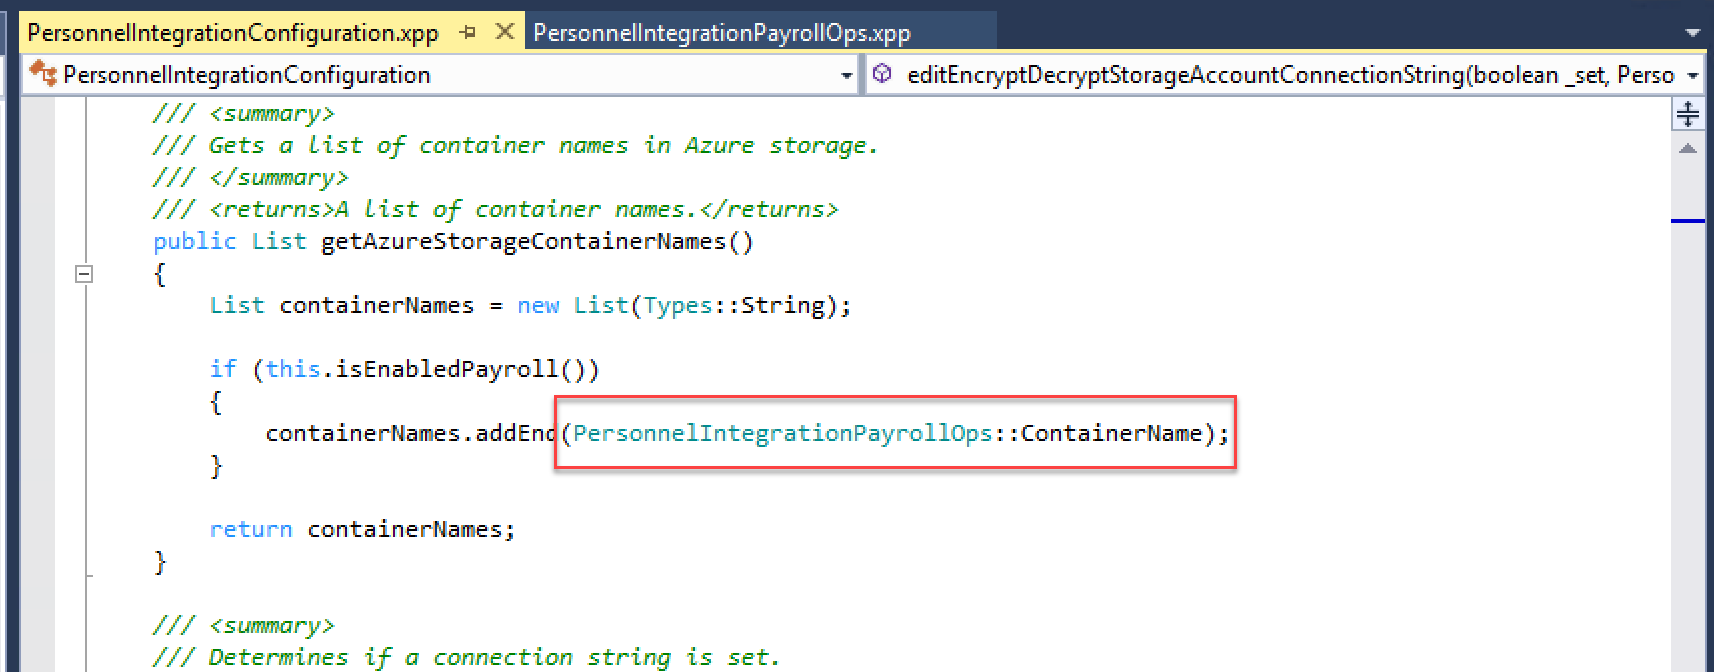 PersonnelIntegrationConfiguration.xpp PersonnelIntegrationPayrollOps.xpp
PersonnelIntegrationConfiguration editEncryptDecryptStorageAccountConnectionString(boolean _set, Perso
/// <summary>
/// Gets a list of container names in Azure storage.
/// </summary>
/// <returns>A list of container names.</returns>
public List getAzureStorageContainerNames()
{
List containerNames = new List(Types::String);
if (this.isEnabledPayroll())
{
containerNames.addEnd(PersonnelIntegrationPayrollOps::ContainerName);
}
return containerNames;
}
/// <summary>
/// Determines if a connection string is set.